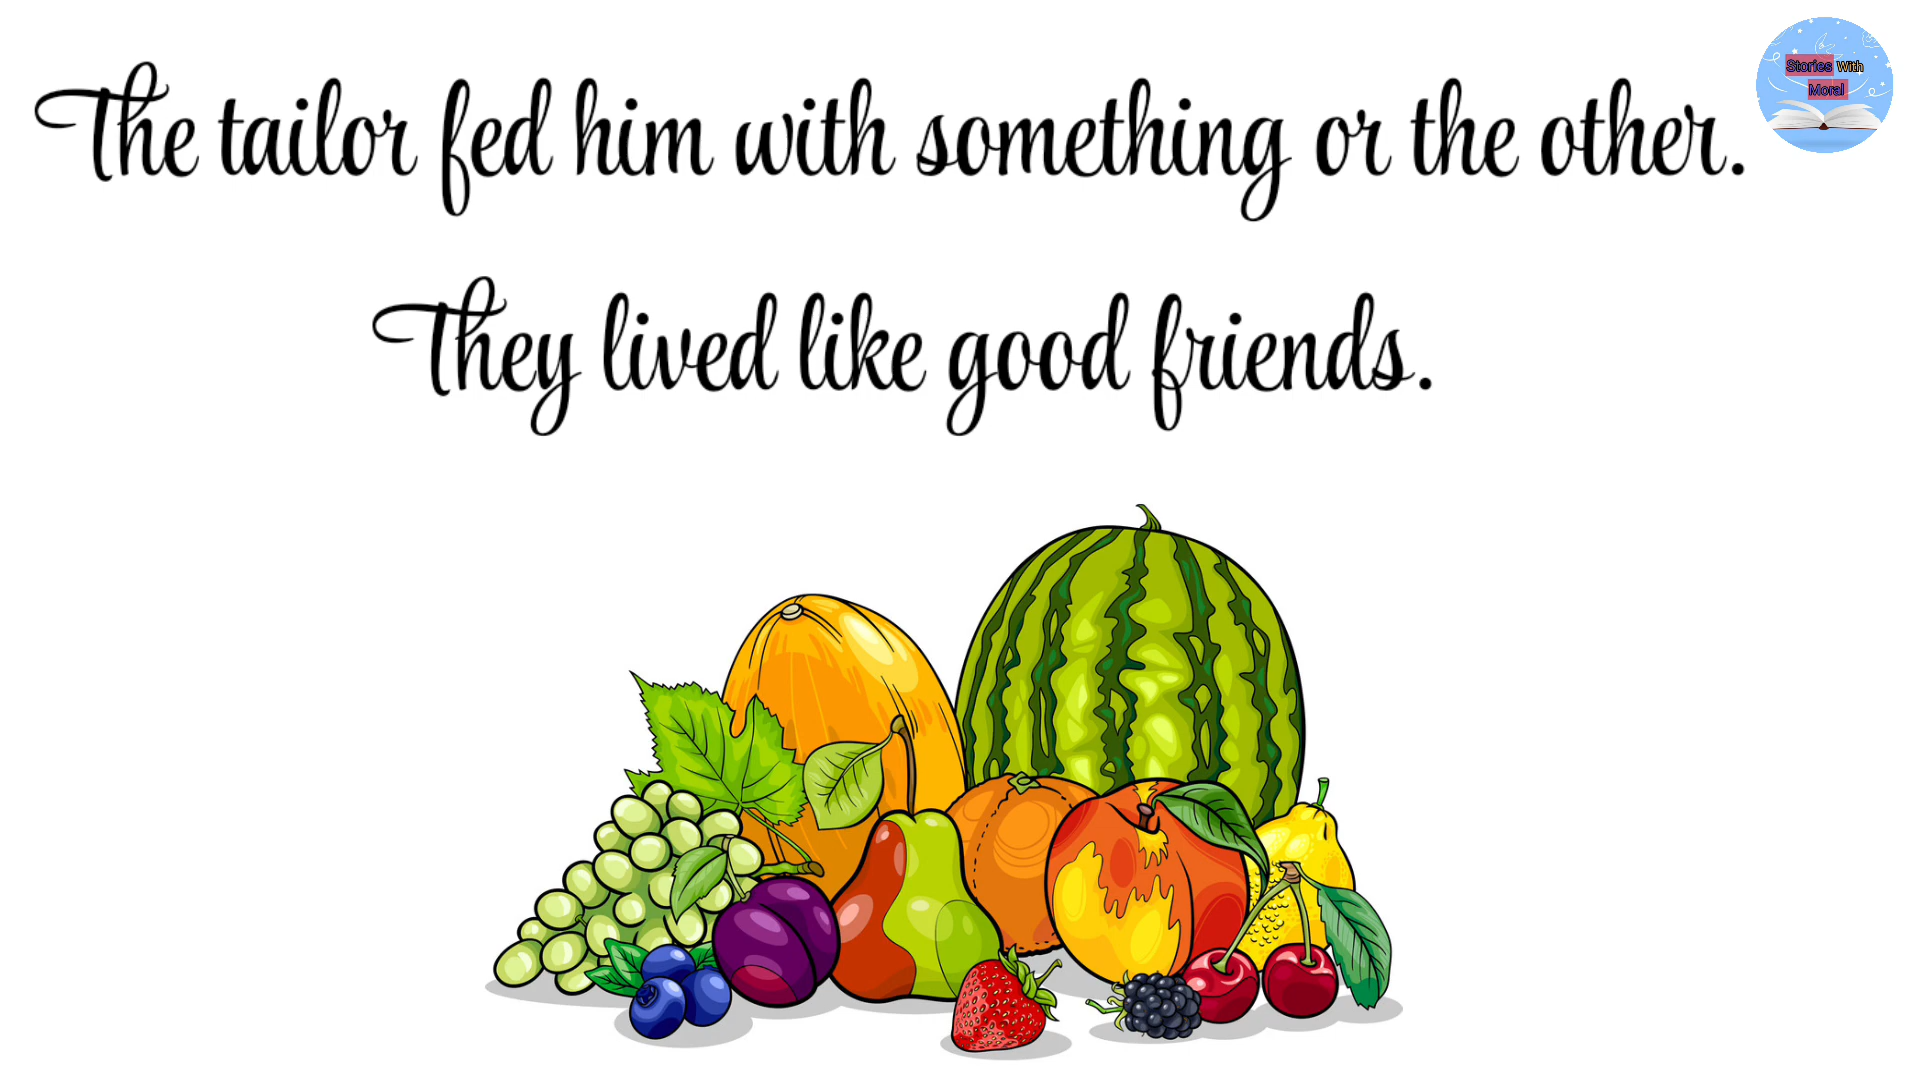 The tailor fed him with something or the other.
They lived like good friends.
Stories With
Moral